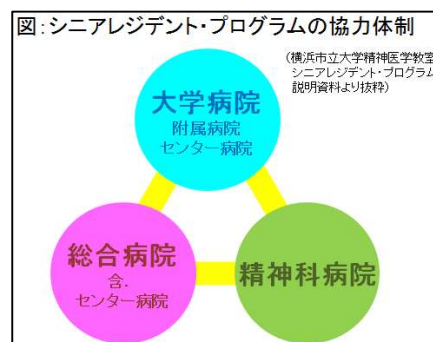 図：シニアレジデント・プログラムの協力体制
（横浜市立大学精神医学教室
シニアレジデント・プログラム
説明資料より抜粋）
大学病院
附属病院
センター病院
総合病院
含．
センター病院
精神科病院